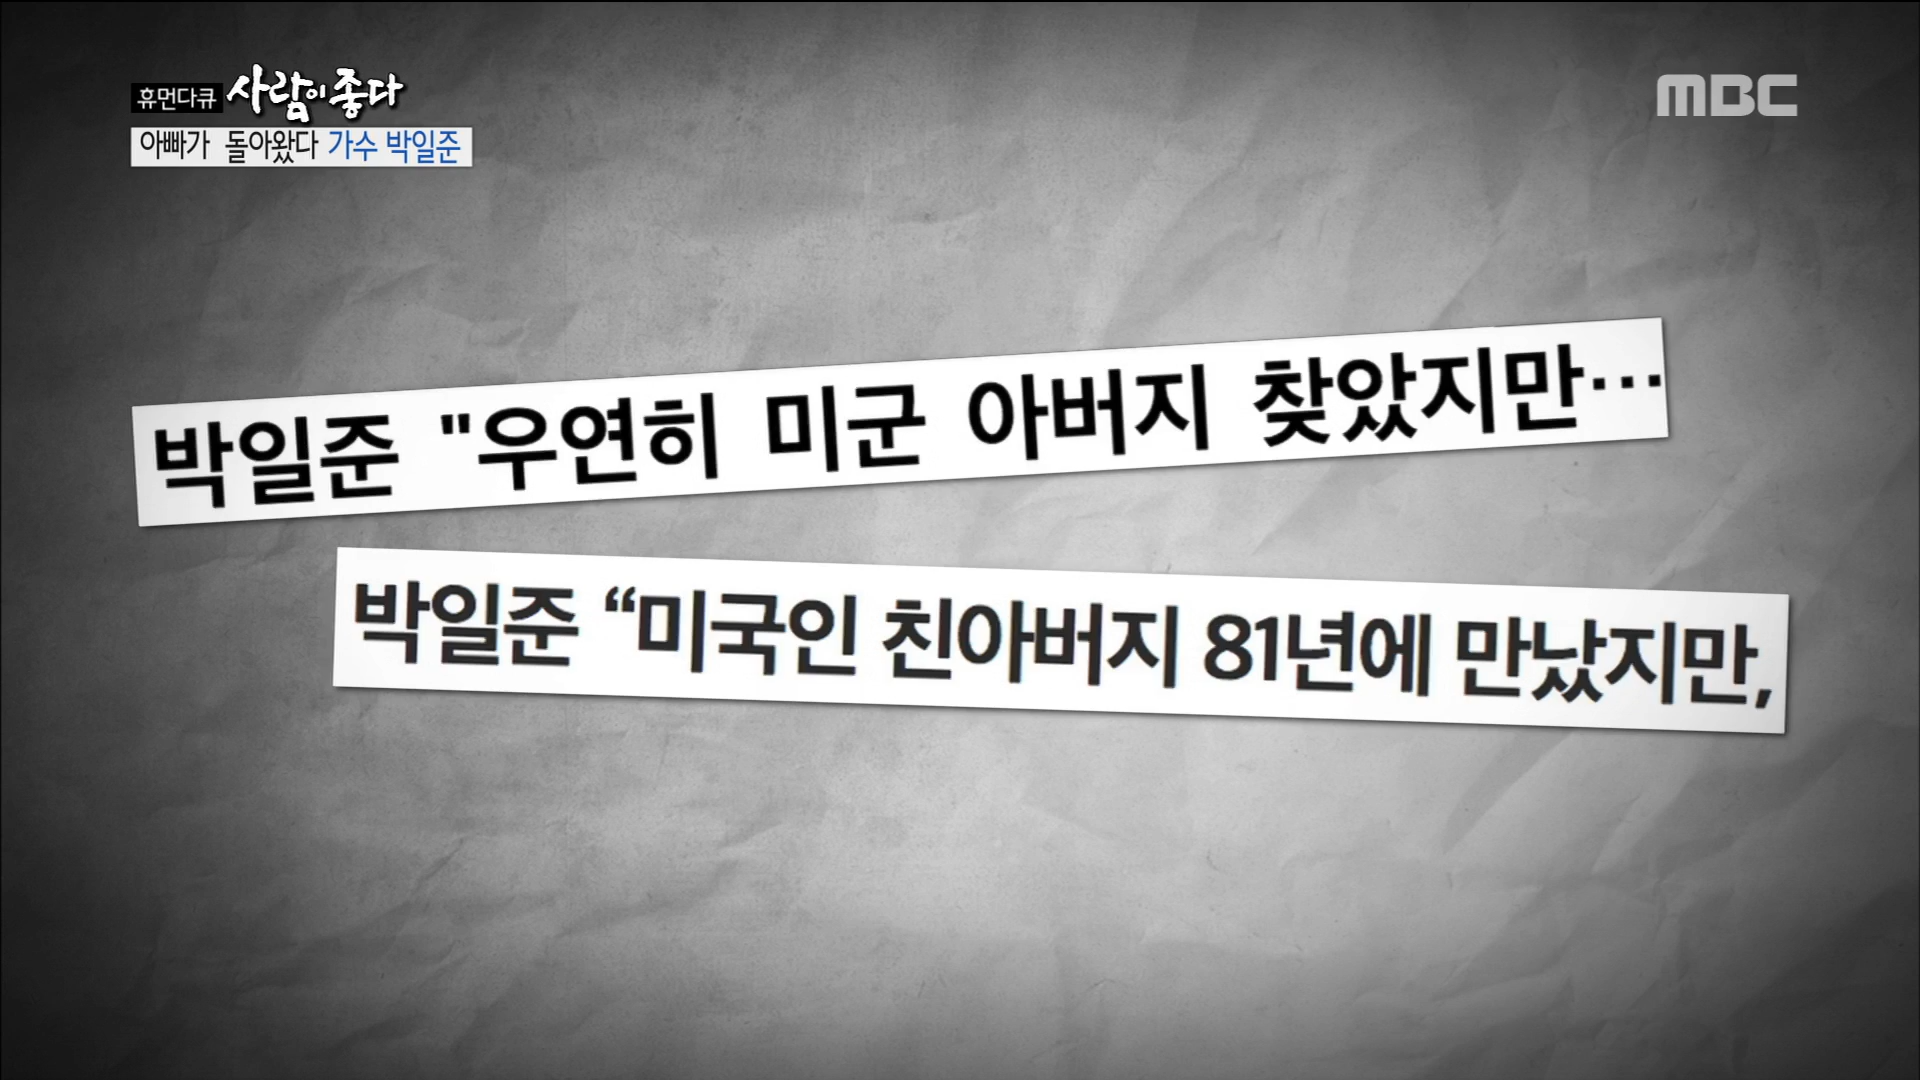 휴먼다큐 사람이 좋다
MBC
아빠가 돌아왔다 가수 박일준
박일준 "우연히 미군 아버지 찾았지만…
박일준 “미국인 친아버지 81년에 만났지만,